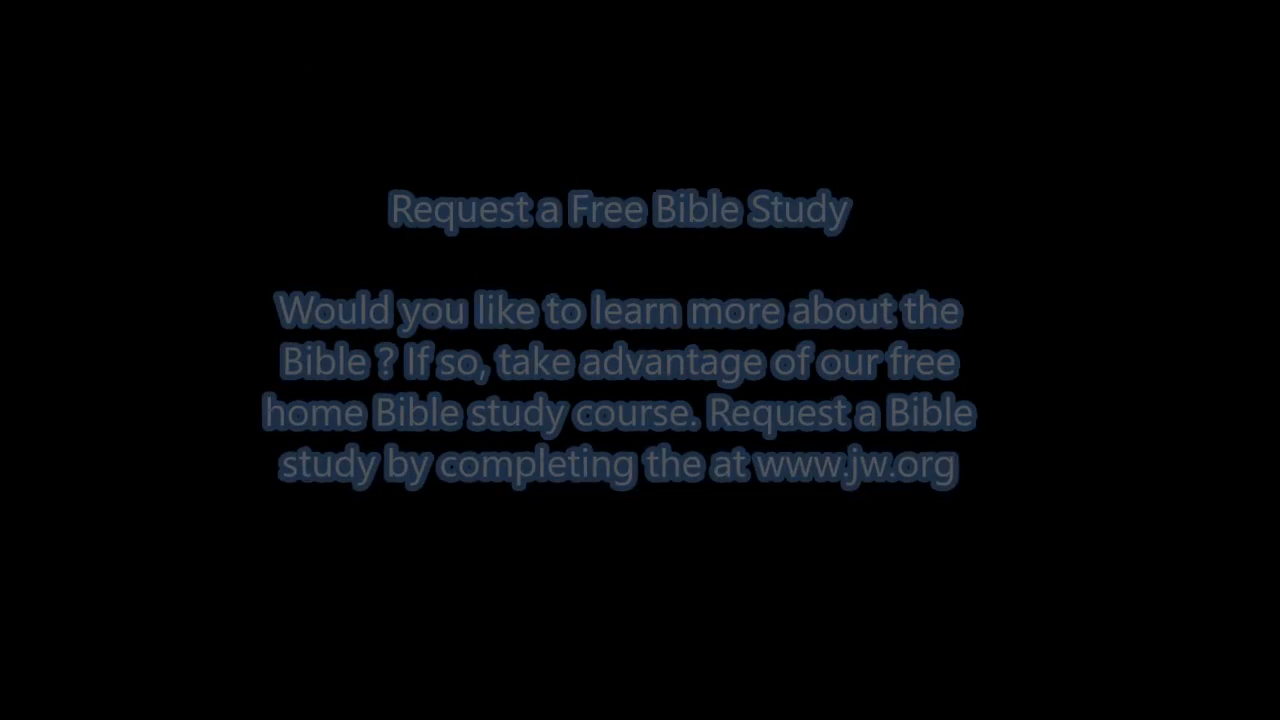 Request a Free Bible Study
Would you like to learn more about the
Bible ? If so, take advantage of our free
home Bible study course. Request a Bible
study by completing the at www.jw.org